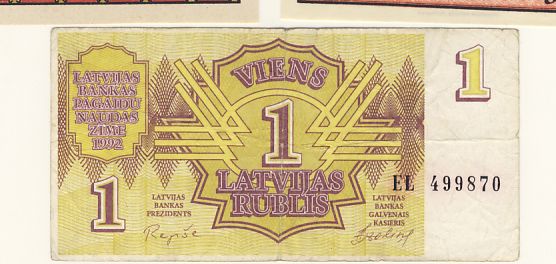 LATVIJAS
BANKAS
PAGAIDU
NAUDAS
ZĪME
1992
VIENS
1
1
LATVIJAS
RUBLIS
EL 499870
1
LATVIJAS
BANKAS
PREZIDENTS
Repše
LATVIJAS
BANKAS
GALVENAIS
KASIERIS